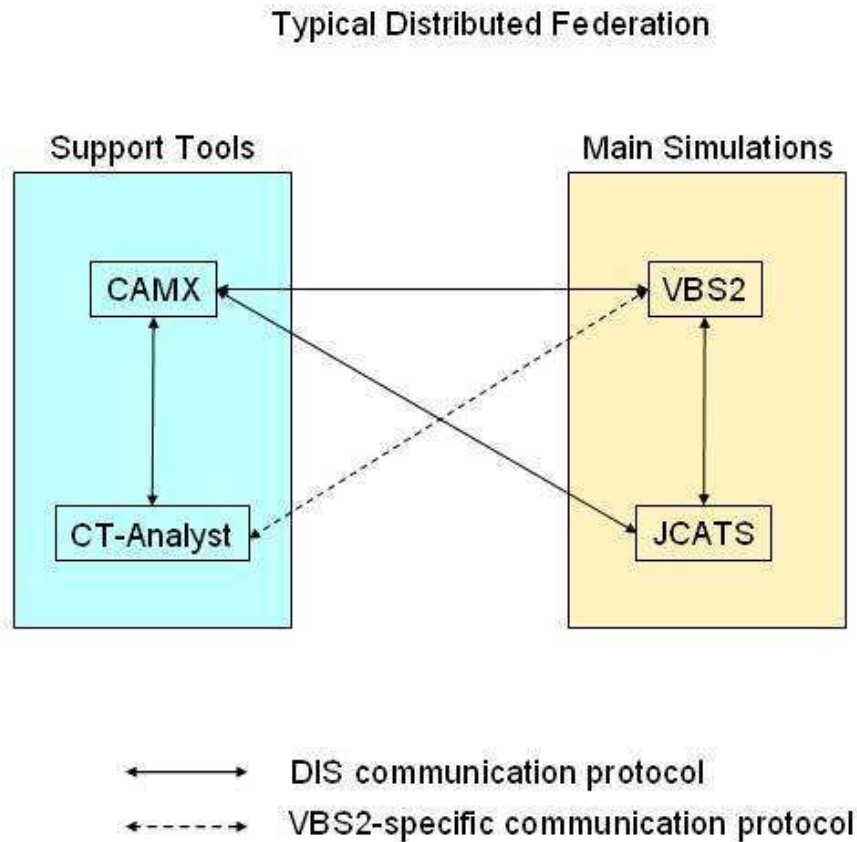 Typical Distributed Federation
Support Tools
Main Simulations
CAMX
VBS2
CT-Analyst
JCATS
DIS communication protocol
VBS2-specific communication protocol